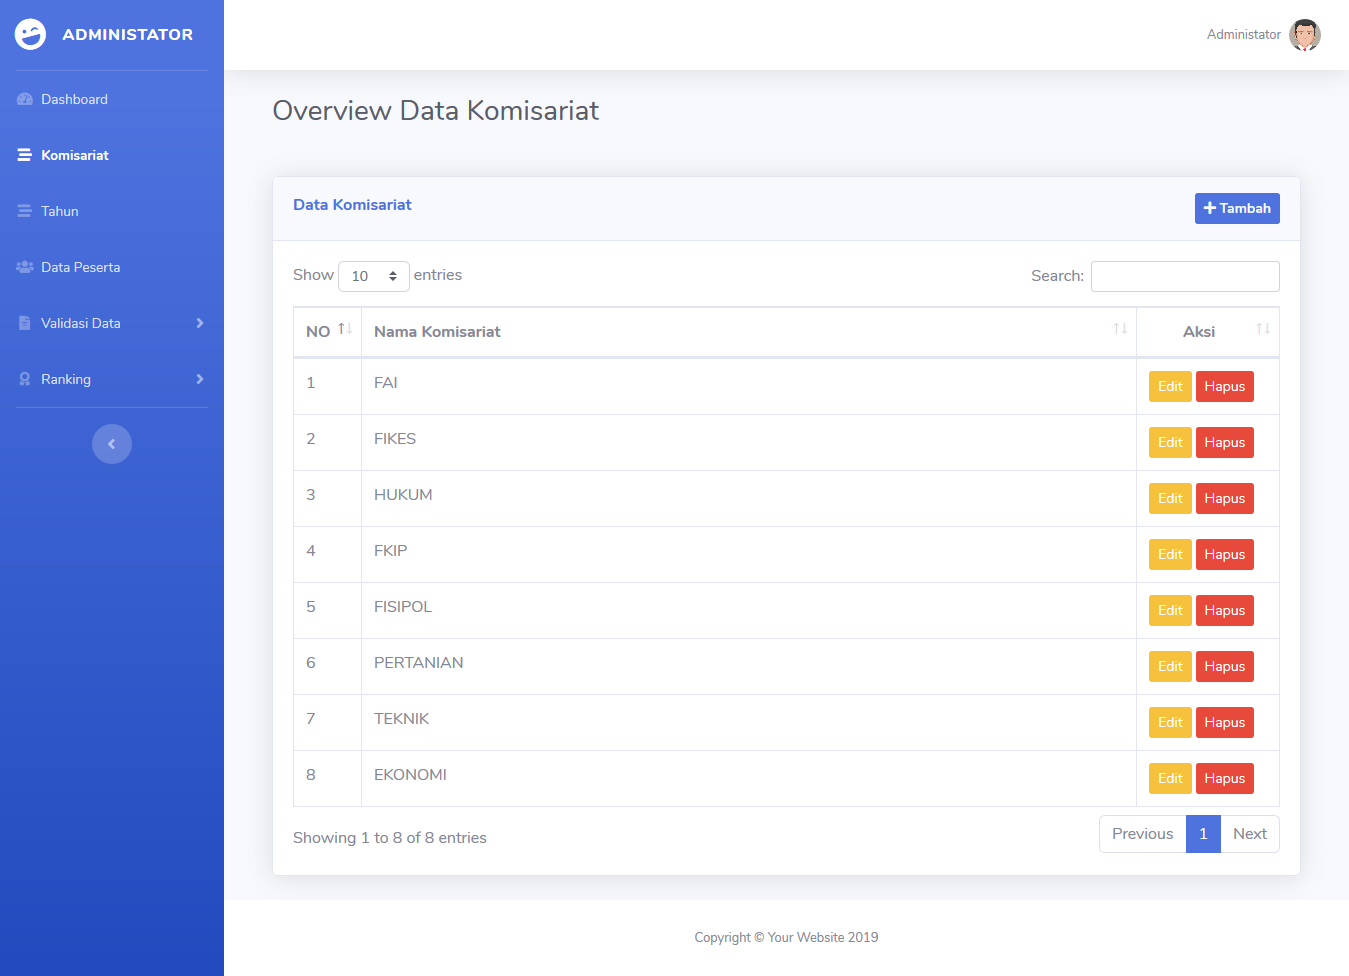 ADMINISTATOR
Administator
Dashboard
Komisariat
Tahun
Data Peserta
Validasi Data
Ranking
Overview Data Komisariat
Data Komisariat
Tambah
Show 10 entries
Search:
NO Nama Komisariat Aksi
1 FAI Edit Hapus
2 FIKES Edit Hapus
3 HUKUM Edit Hapus
4 FKIP Edit Hapus
5 FISIPOL Edit Hapus
6 PERTANIAN Edit Hapus
7 TEKNIK Edit Hapus
8 EKONOMI Edit Hapus
Showing 1 to 8 of 8 entries
Previous 1 Next
Copyright © Your Website 2019